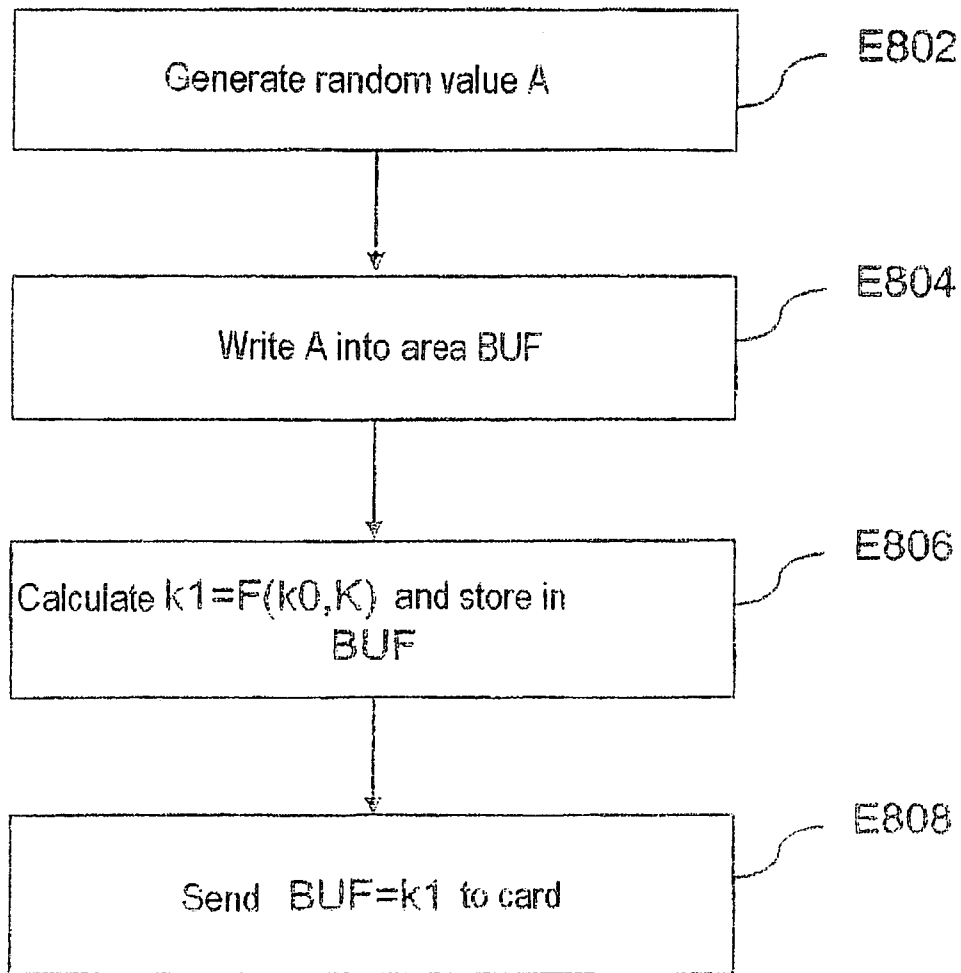 E802
Generate random value A
E804
Write A into area BUF
E806
Calculate k1=F(k0,K) and store in
BUF
E808
Send BUF=k1 to card